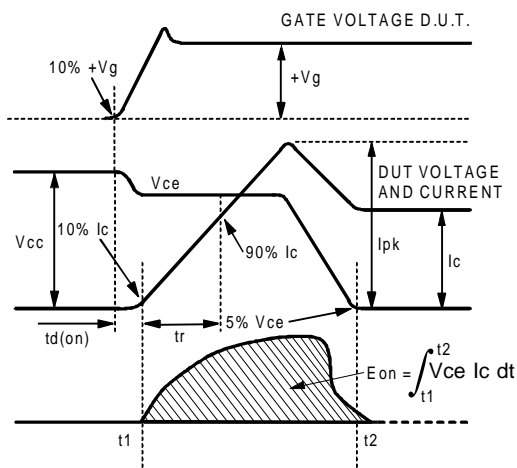 GATE VOLTAGE D.U.T.
10% +Vg
+Vg
Vce
DUT VOLTAGE
AND CURRENT
Vcc
10% Ic
90% Ic
Ipk
Ic
td(on)
tr
5% Vce
Eon = ∫ Vce Ic dt
t2
t1
t1
t2